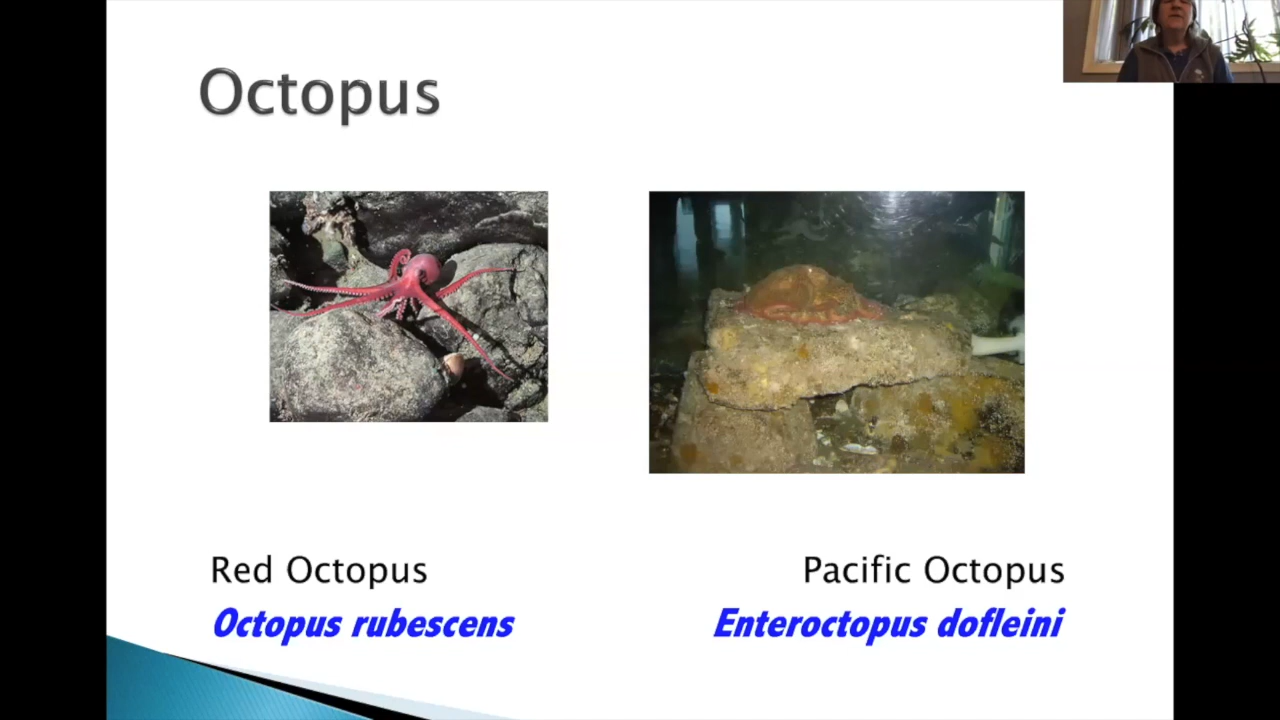 Octopus
Red Octopus
Octopus rubescens
Pacific Octopus
Enteroctopus dofleini